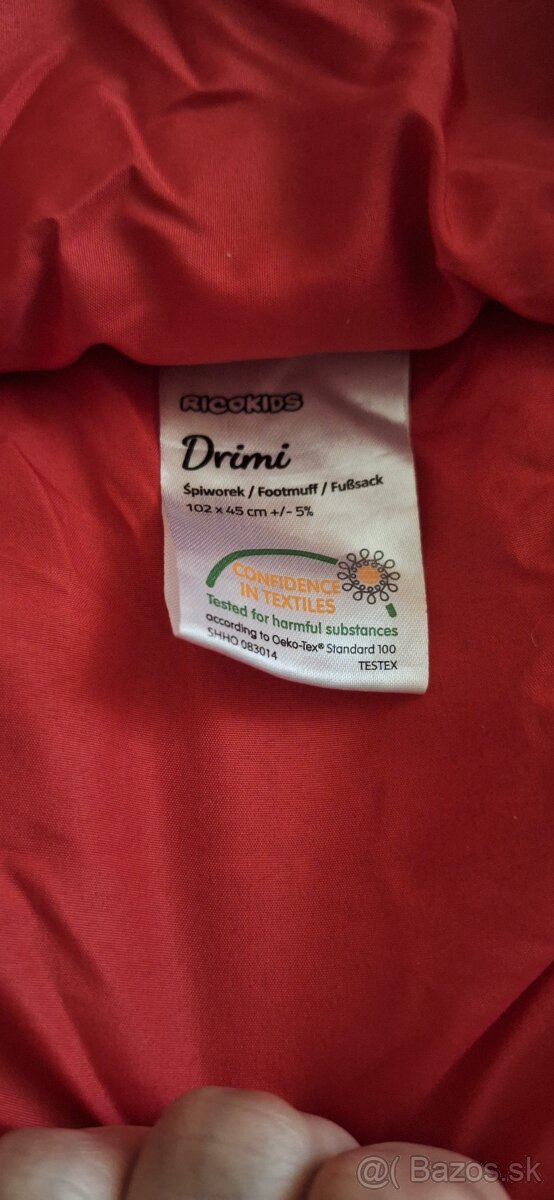 RICOKIDS
Drimi
Śpiworek / Footmuff / Fußsack
102 x 45 cm +/- 5%
CONFIDENCE
IN TEXTILES
Tested for harmful substances
according to Oeko-Tex® Standard 100
SHHO 083014
TESTEX
@( Bazos.sk